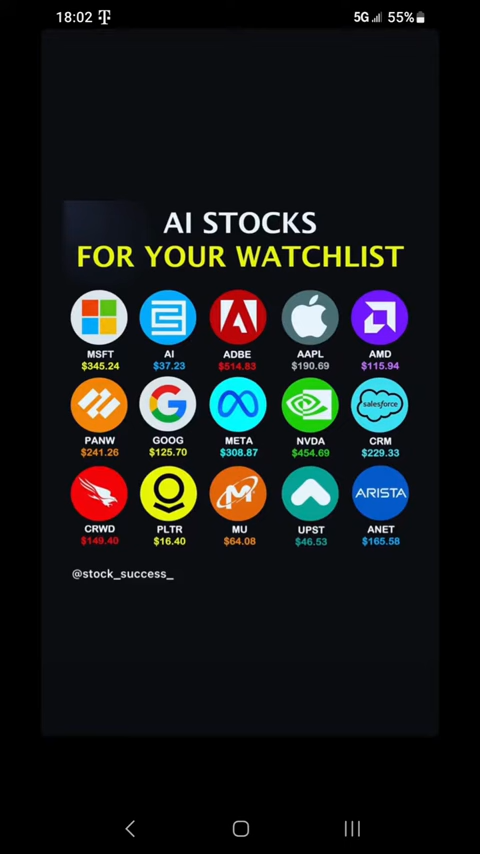 18:02
5G 55%
AI STOCKS
FOR YOUR WATCHLIST
salesforce
MSFT AI ADBE AAPL AMD
$345.24 $37.23 $514.83 $190.69 $115.94
PANW GOOG META NVDA CRM
$241.26 $125.70 $308.87 $454.69 $229.33
ARISTA
CRWD PLTR MU UPST ANET
$149.40 $16.40 $64.08 $46.53 $165.58
@stock_success_